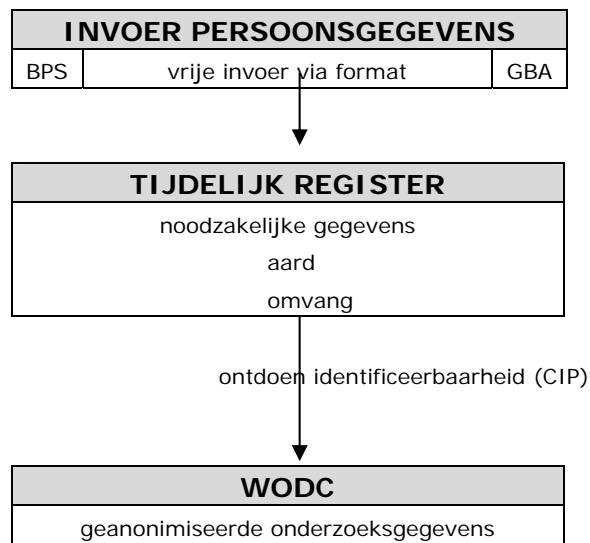 INVOER PERSOONSGEGEVENS
BPS vrije invoer via format GBA
TIJDELIJK REGISTER
noodzakelijke gegevens
aard
omvang
ontdoen identificeerbaarheid (CIP)
WODC
geanonimiseerde onderzoeksgegevens